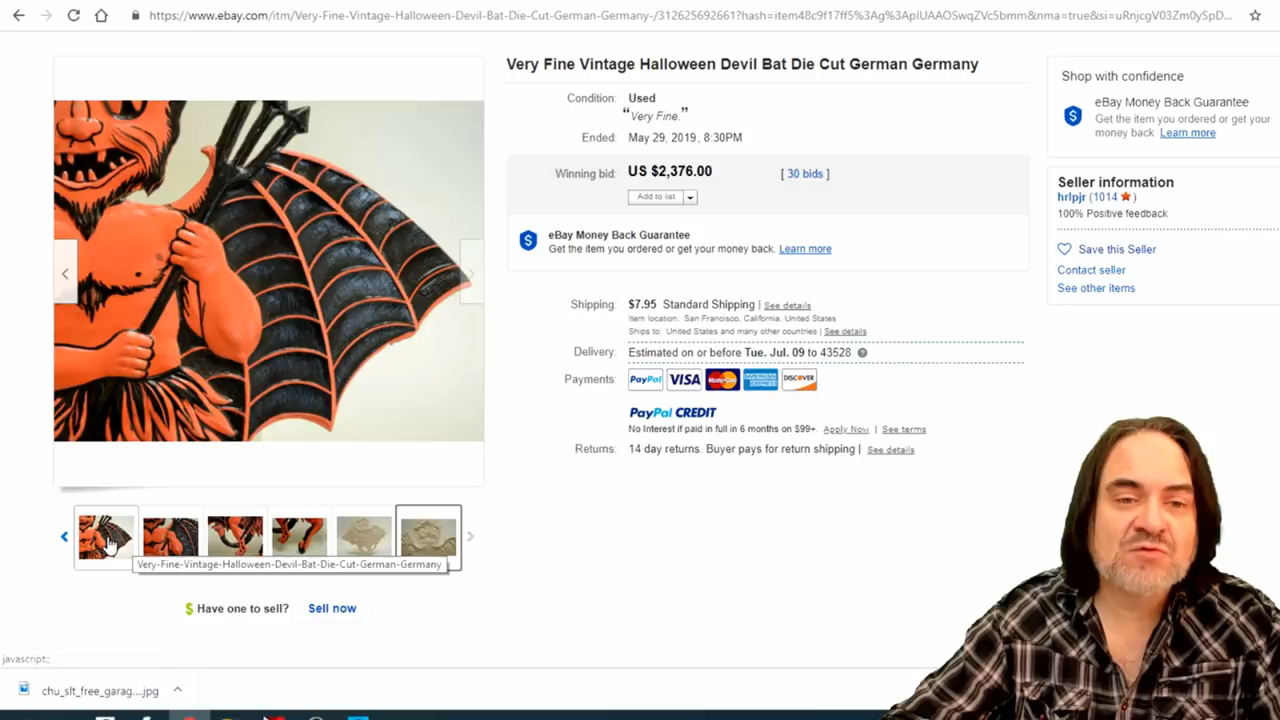 https://www.ebay.com/itm/Very-Fine-Vintage-Halloween-Devil-Bat-Die-Cut-German-Germany-/312625692661?hash=item48c9f17ff5%3Ag%3ApIUAAOSwqZVc5bmm&nma=true&si=uRnjcgV03Zm0ySpD...
Very Fine Vintage Halloween Devil Bat Die Cut German Germany
Condition: Used
“Very Fine.”
Ended: May 29, 2019, 8:30PM
Winning bid: US $2,376.00 [ 30 bids ]
Add to list
eBay Money Back Guarantee
Get the item you ordered or get your money back. Learn more
Shipping: $7.95 Standard Shipping | See details
Item location: San Francisco, California, United States
Ships to: United States and many other countries | See details
Delivery: Estimated on or before Tue. Jul. 09 to 43528
Payments: PayPal VISA MasterCard AMERICAN EXPRESS DISCOVER
PayPal CREDIT
No Interest if paid in full in 6 months on $99+. Apply Now | See terms
Returns: 14 day returns. Buyer pays for return shipping | See details
Shop with confidence
eBay Money Back Guarantee
Get the item you ordered or get your
money back. Learn more
Seller information
hrlpjr (1014)
100% Positive feedback
Save this Seller
Contact seller
See other items
Very-Fine-Vintage-Halloween-Devil-Bat-Die-Cut-German-Germany
$ Have one to sell? Sell now
javascript:;
chu_slt_free_garag....jpg